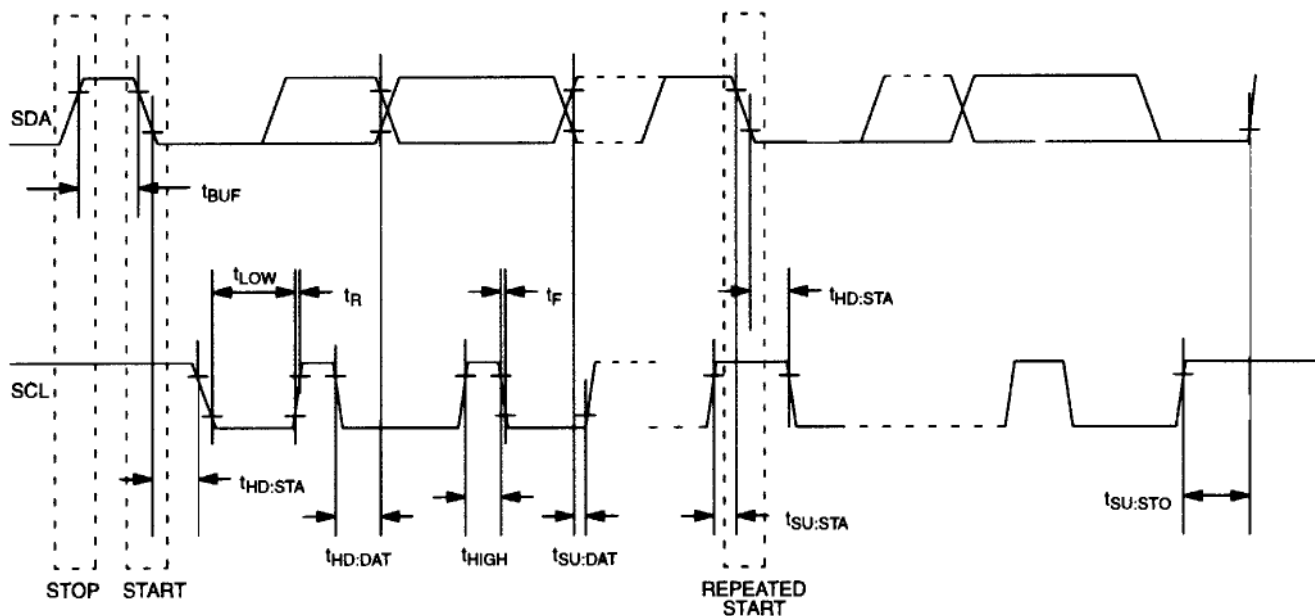 SDA
tBUF
tLOW
tR
tF
tHD:STA
SCL
tHD:STA
tSU:STA
tSU:STO
tHD:DAT
tHIGH
tSU:DAT
STOP
START
REPEATED
START